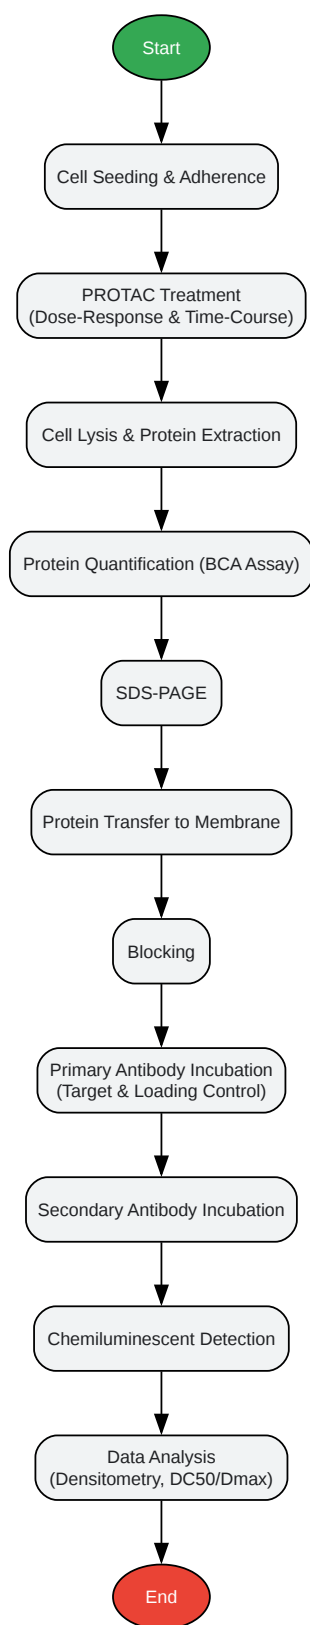 Start
Cell Seeding & Adherence
PROTAC Treatment
(Dose-Response & Time-Course)
Cell Lysis & Protein Extraction
Protein Quantification (BCA Assay)
SDS-PAGE
Protein Transfer to Membrane
Blocking
Primary Antibody Incubation
(Target & Loading Control)
Secondary Antibody Incubation
Chemiluminescent Detection
Data Analysis
(Densitometry, DC50/Dmax)
End